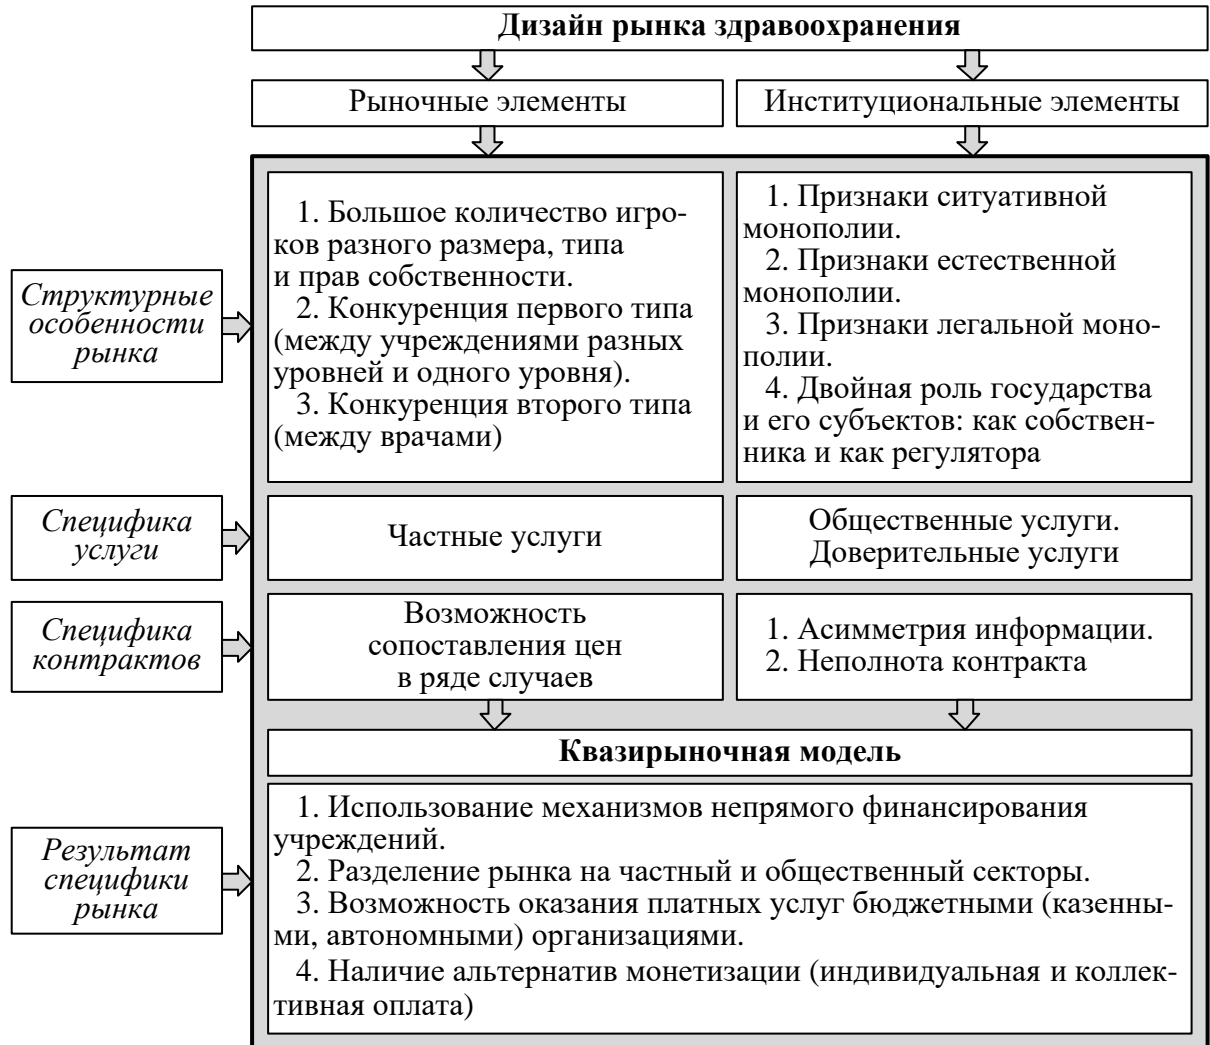 Дизайн рынка здравоохранения
Рыночные элементы
Институциональные элементы
Структурные
особенности
рынка
1. Большое количество игро-
ков разного размера, типа
и прав собственности.
2. Конкуренция первого типа
(между учреждениями разных
уровней и одного уровня).
3. Конкуренция второго типа
(между врачами)
1. Признаки ситуативной
монополии.
2. Признаки естественной
монополии.
3. Признаки легальной моно-
полии.
4. Двойная роль государства
и его субъектов: как собствен-
ника и как регулятора
Специфика
услуги
Частные услуги
Общественные услуги.
Доверительные услуги
Специфика
контрактов
Возможность
сопоставления цен
в ряде случаев
1. Асимметрия информации.
2. Неполнота контракта
Квазирыночная модель
Результат
специфики
рынка
1. Использование механизмов непрямого финансирования
учреждений.
2. Разделение рынка на частный и общественный секторы.
3. Возможность оказания платных услуг бюджетными (казенны-
ми, автономными) организациями.
4. Наличие альтернатив монетизации (индивидуальная и коллек-
тивная оплата)